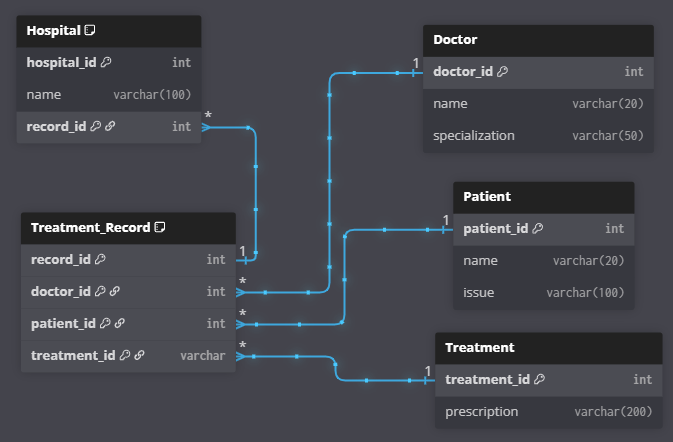 Hospital
hospital_id int
name varchar(100)
record_id int
*
Doctor
1
doctor_id int
name varchar(20)
specialization varchar(50)
Treatment_Record
record_id int
1
doctor_id int
*
patient_id int
*
treatment_id varchar
*
Patient
1
patient_id int
name varchar(20)
issue varchar(100)
Treatment
1
treatment_id int
prescription varchar(200)